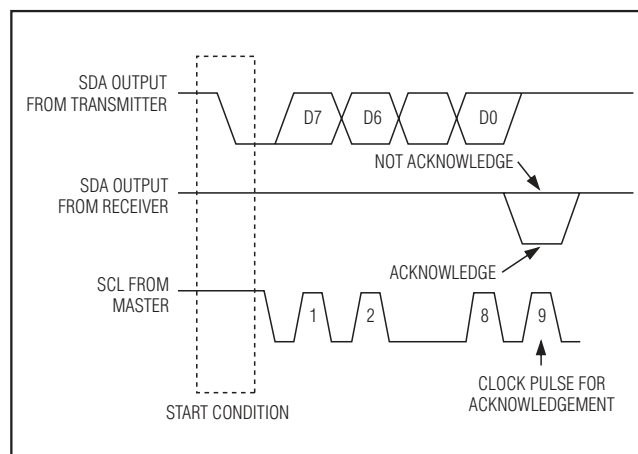 SDA OUTPUT
FROM TRANSMITTER
D7
D6
D0
NOT ACKNOWLEDGE
SDA OUTPUT
FROM RECEIVER
ACKNOWLEDGE
SCL FROM
MASTER
1
2
8
9
CLOCK PULSE FOR
ACKNOWLEDGEMENT
START CONDITION